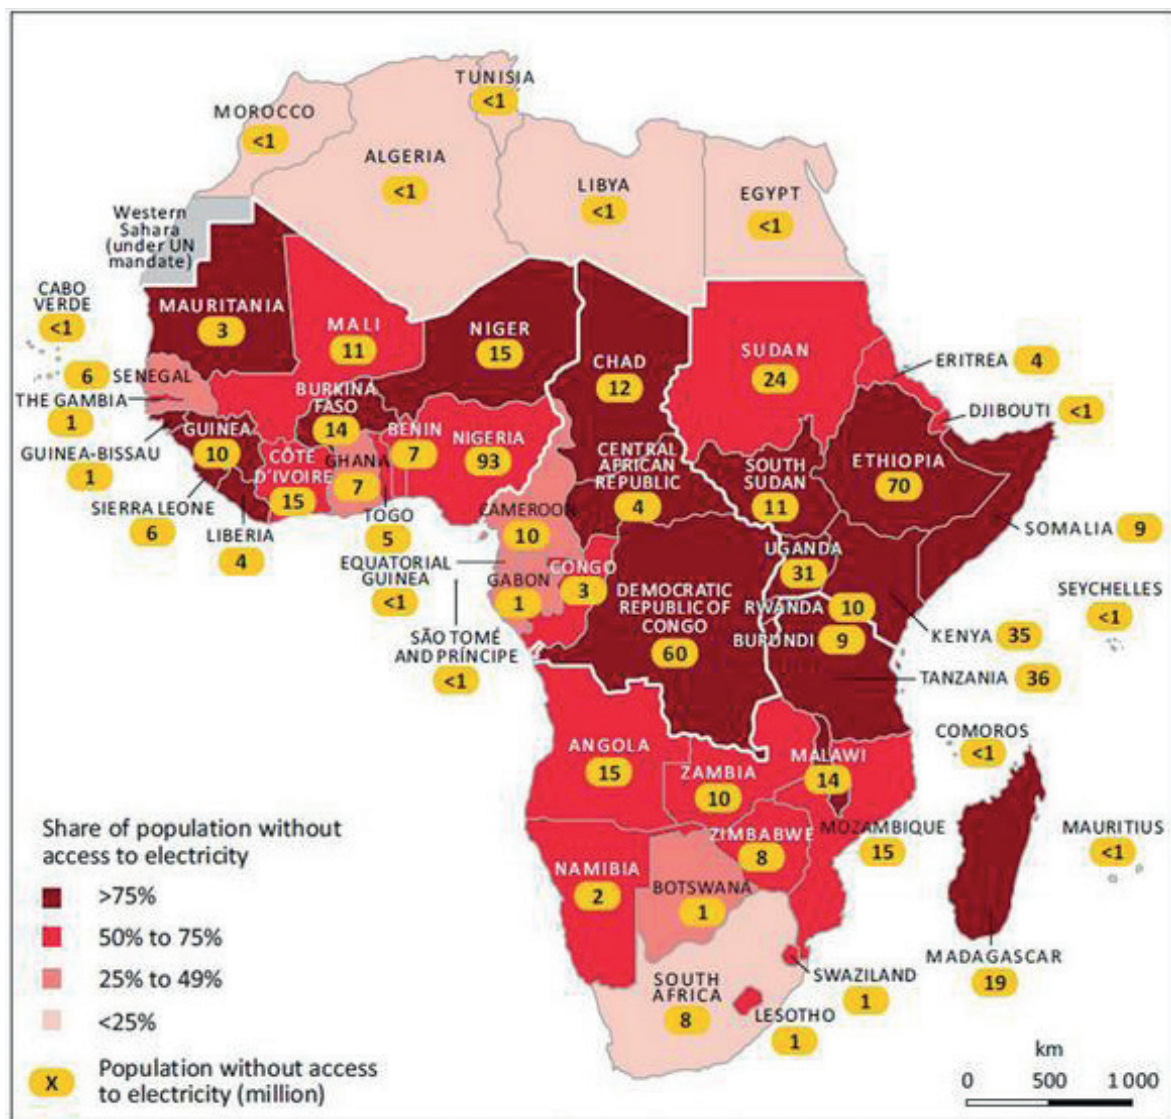 TUNISIA
<1
MOROCCO
<1
ALGERIA
<1
LIBYA
<1
EGYPT
<1
Western
Sahara
(under UN
mandate)
CABO
VERDE
<1
MAURITANIA
3
MALI
11
NIGER
15
CHAD
12
SUDAN
24
ERITREA 4
DJIBOUTI <1
6 SENEGAL
THE GAMBIA
1
GUINEA-BISSAU
1
GUINEA
10
SIERRA LEONE
6
LIBERIA
4
CÔTE
D'IVOIRE
15
BURKINA
FASO
14
GHANA
7
TOGO
5
BENIN
7
NIGERIA
93
CAMEROON
10
EQUATORIAL
GUINEA
<1
SÃO TOMÉ
AND PRÍNCIPE
<1
GABON
1
CONGO
3
CENTRAL
AFRICAN
REPUBLIC
4
SOUTH
SUDAN
11
ETHIOPIA
70
SOMALIA 9
UGANDA
31
DEMOCRATIC
REPUBLIC OF
CONGO
60
RWANDA 10
BURUNDI 9
KENYA 35
TANZANIA 36
SEYCHELLES
<1
COMOROS
<1
ANGOLA
15
ZAMBIA
10
MALAWI
14
MOZAMBIQUE
15
ZIMBABWE
8
NAMIBIA
2
BOTSWANA
1
MAURITIUS
<1
MADAGASCAR
19
SOUTH
AFRICA
8
SWAZILAND
1
LESOTHO
1
Share of population without
access to electricity
>75%
50% to 75%
25% to 49%
<25%
X Population without access
to electricity (million)
km
0 500 1 000